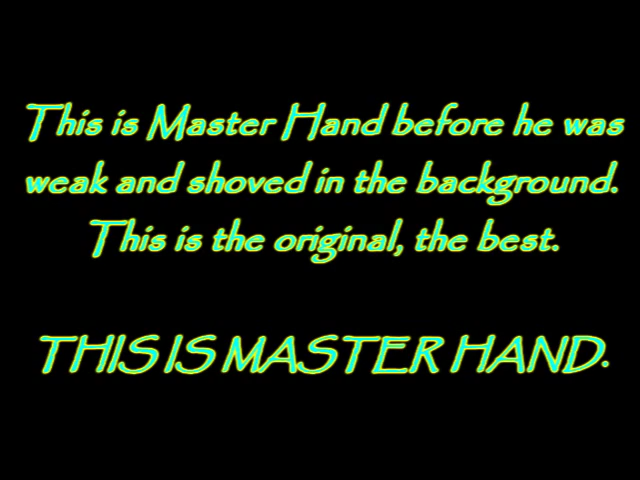 This is Master Hand before he was
weak and shoved in the background.
This is the original, the best.
THIS IS MASTER HAND.